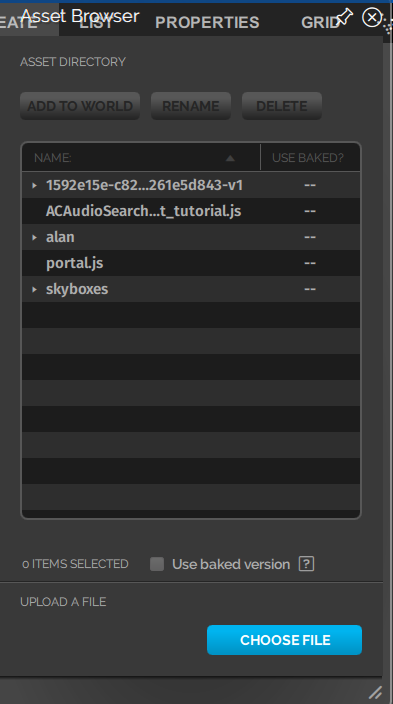 Asset Browser
EATE LIST PROPERTIES GRID
ASSET DIRECTORY
ADD TO WORLD RENAME DELETE
NAME: USE BAKED?
1592e15e-c82...261e5d843-v1 --
ACAudioSearch...t_tutorial.js --
alan --
portal.js --
skyboxes --
0 ITEMS SELECTED Use baked version ?
UPLOAD A FILE
CHOOSE FILE